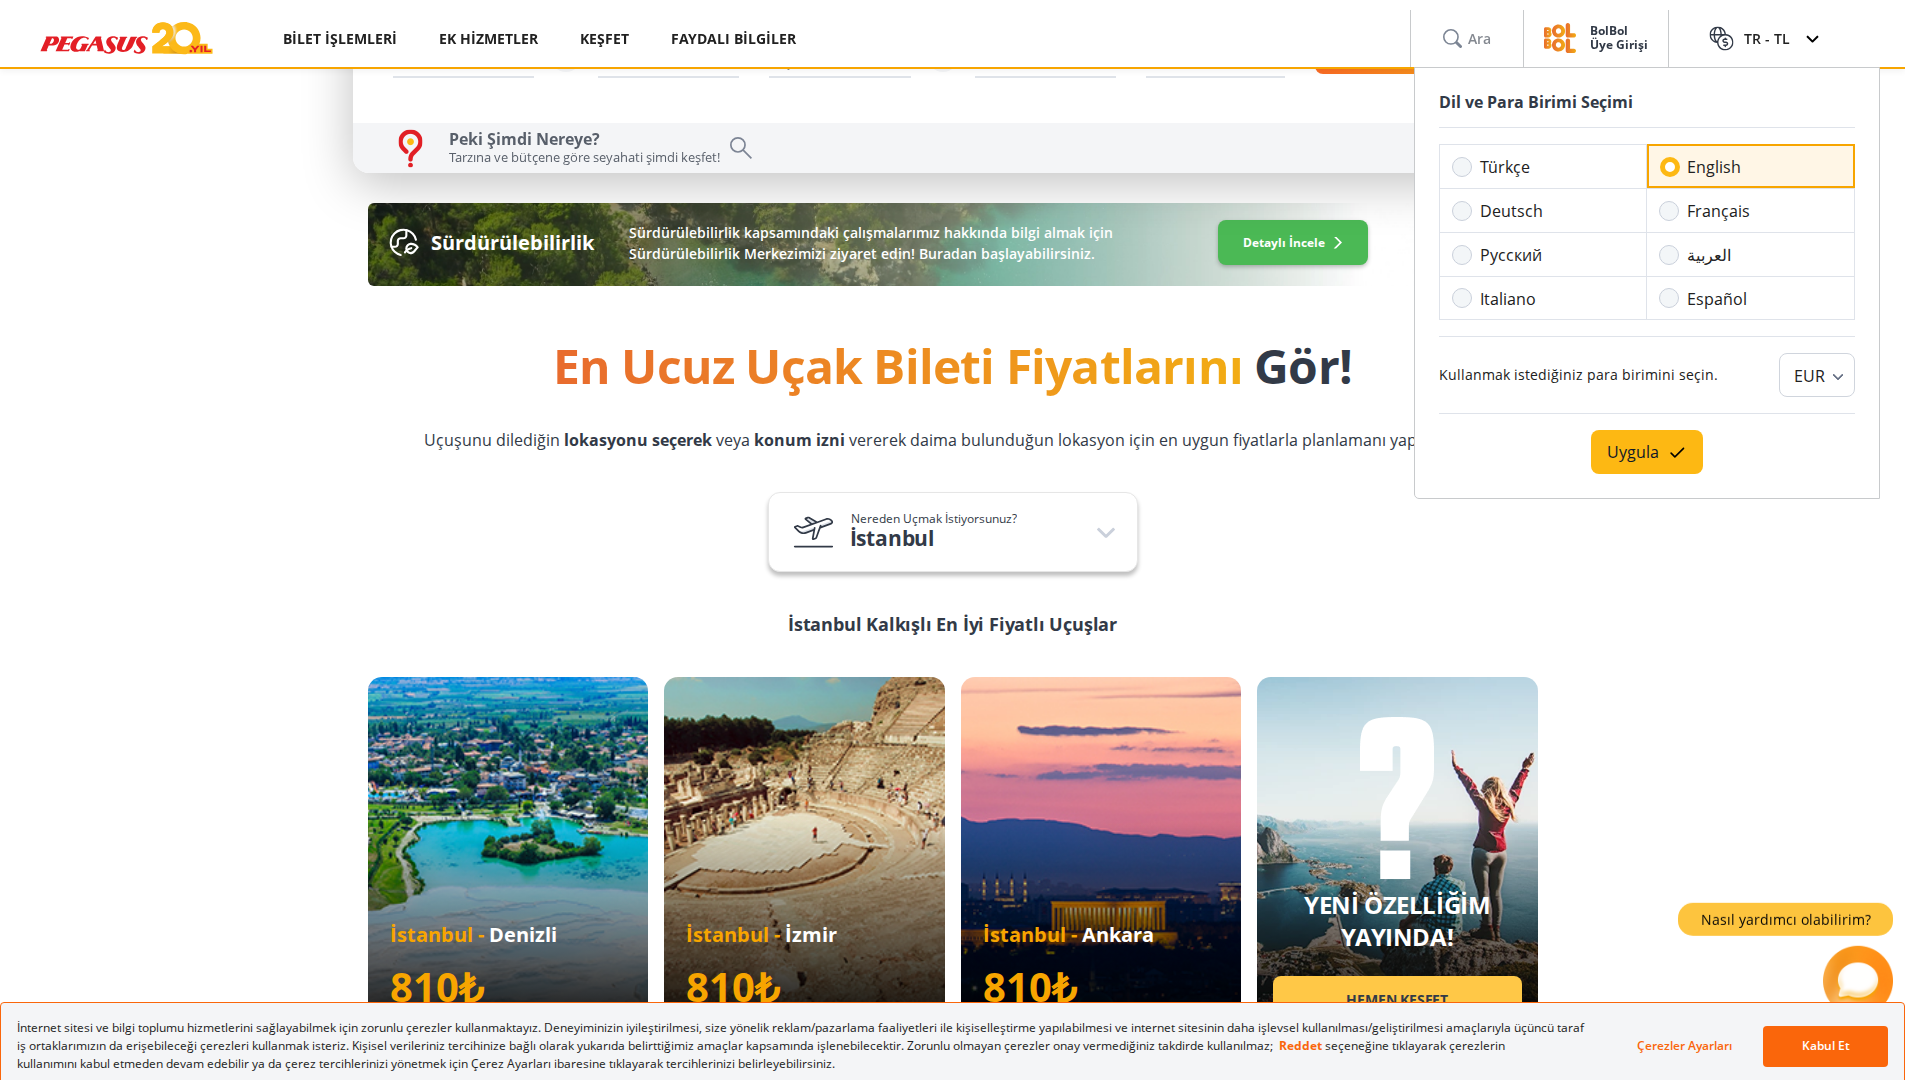 PEGASUS 20.YIL
BİLET İŞLEMLERİ
EK HİZMETLER
KEŞFET
FAYDALI BİLGİLER
Ara
BolBol
Üye Girişi
BOL
BOL
TR - TL
Dil ve Para Birimi Seçimi
Türkçe
English
Deutsch
Français
Русский
العربية
Italiano
Español
Kullanmak istediğiniz para birimini seçin.
EUR
Uygula
Peki Şimdi Nereye?
Tarzına ve bütçene göre seyahati şimdi keşfet!
Sürdürülebilirlik
Sürdürülebilirlik kapsamındaki çalışmalarımız hakkında bilgi almak için
Sürdürülebilirlik Merkezimizi ziyaret edin! Buradan başlayabilirsiniz.
Detaylı İncele
En Ucuz Uçak Bileti Fiyatlarını Gör!
Uçuşunu dilediğin lokasyonu seçerek veya konum izni vererek daima bulunduğun lokasyon için en uygun fiyatlarla planlamanı yap
Nereden Uçmak İstiyorsunuz?
İstanbul
İstanbul Kalkışlı En İyi Fiyatlı Uçuşlar
İstanbul - Denizli
810₺
İstanbul - İzmir
810₺
İstanbul - Ankara
810₺
?
YENİ ÖZELLİĞİM
YAYINDA!
HEMEN KEŞFET
Nasıl yardımcı olabilirim?
İnternet sitesi ve bilgi toplumu hizmetlerini sağlayabilmek için zorunlu çerezler kullanmaktayız. Deneyiminizin iyileştirilmesi, size yönelik reklam/pazarlama faaliyetleri ile kişiselleştirme yapılabilmesi ve internet sitesinin daha işlevsel kullanılması/geliştirilmesi amaçlarıyla üçüncü taraf
iş ortaklarımızın da erişebileceği çerezleri kullanmak isteriz. Kişisel verileriniz tercihinize bağlı olarak yukarıda belirttiğimiz amaçlar kapsamında işlenebilecektir. Zorunlu olmayan çerezler onay vermediğiniz takdirde kullanılmaz; Reddet seçeneğine tıklayarak çerezlerin
kullanımını kabul etmeden devam edebilir ya da çerez tercihlerinizi yönetmek için Çerez Ayarları ibaresine tıklayarak tercihlerinizi belirleyebilirsiniz.
Çerezler Ayarları
Kabul Et